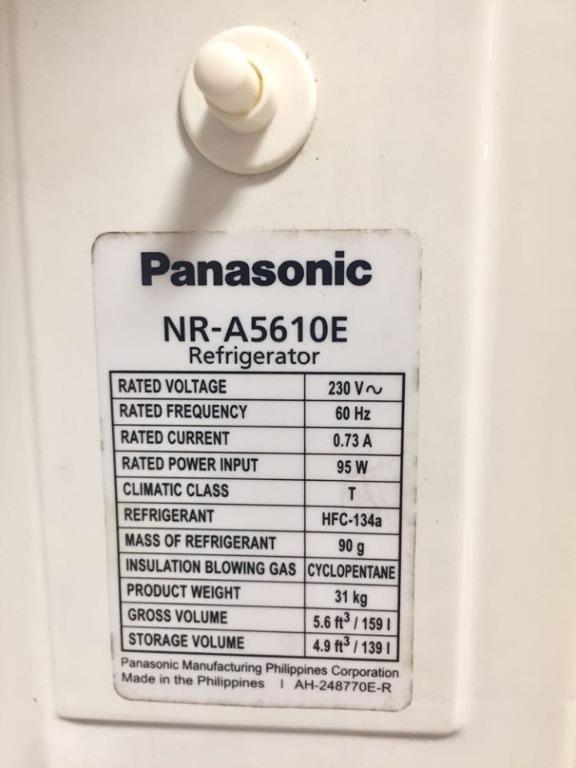 Panasonic
NR-A5610E
Refrigerator
RATED VOLTAGE 230 V～
RATED FREQUENCY 60 Hz
RATED CURRENT 0.73 A
RATED POWER INPUT 95 W
CLIMATIC CLASS T
REFRIGERANT HFC-134a
MASS OF REFRIGERANT 90 g
INSULATION BLOWING GAS CYCLOPENTANE
PRODUCT WEIGHT 31 kg
GROSS VOLUME 5.6 ft³ / 159 l
STORAGE VOLUME 4.9 ft³ / 139 l
Panasonic Manufacturing Philippines Corporation
Made in the Philippines | AH-248770E-R